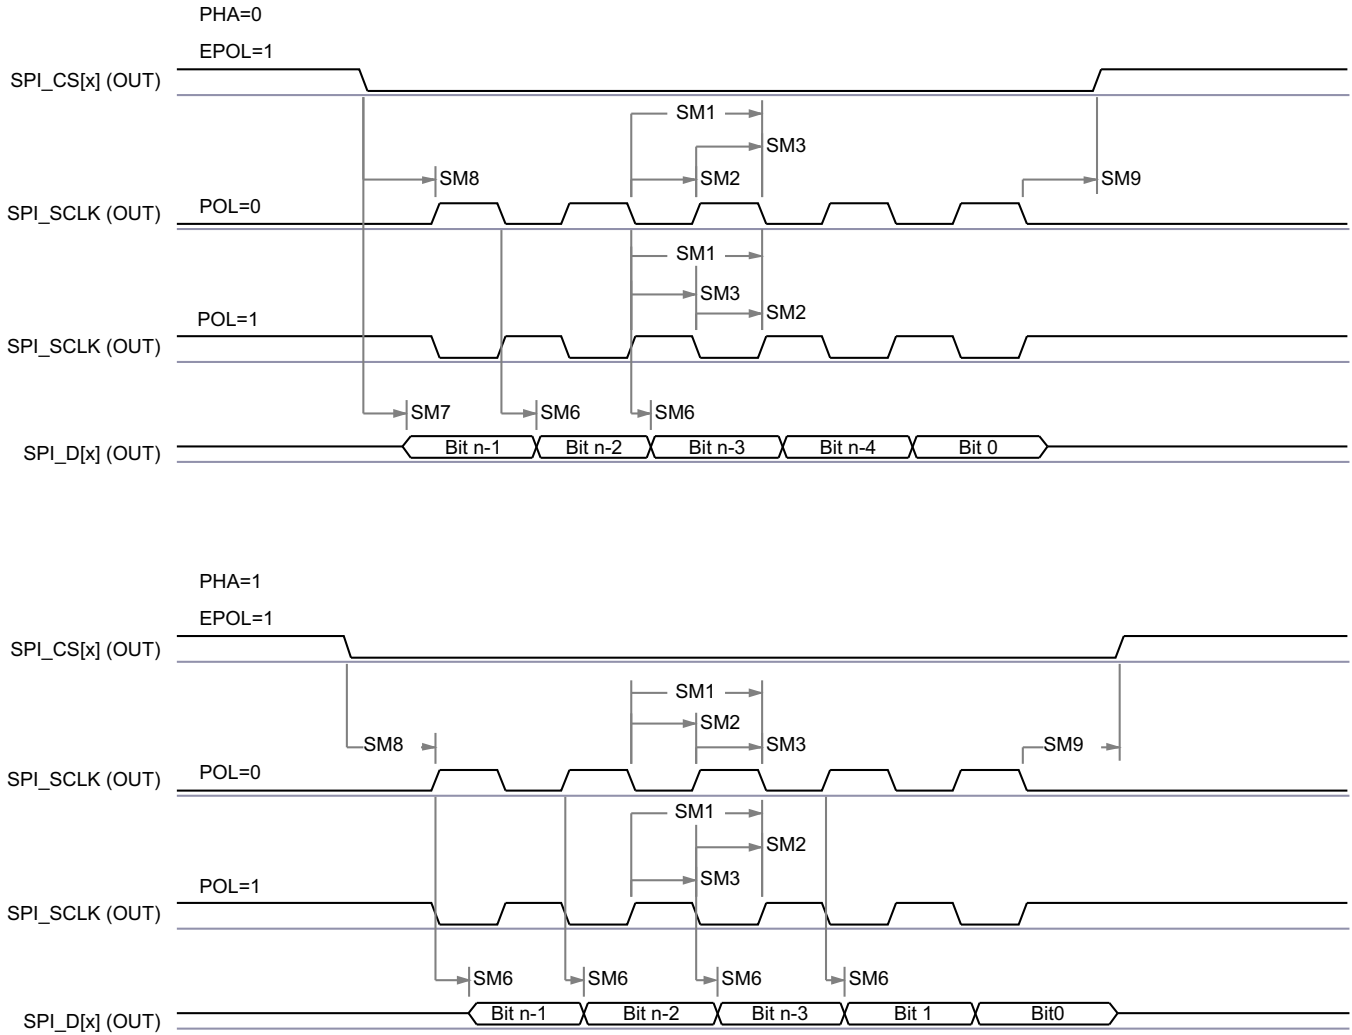 PHA=0
EPOL=1
SPI_CS[x] (OUT)
SM1
SM3
SM8
SM2
SM9
SPI_SCLK (OUT)
POL=0
SM1
SM3
SM2
POL=1
SPI_SCLK (OUT)
SM7
SM6
SM6
SPI_D[x] (OUT)
Bit n-1
Bit n-2
Bit n-3
Bit n-4
Bit 0
PHA=1
EPOL=1
SPI_CS[x] (OUT)
SM1
SM2
SM8
SM3
SM9
SPI_SCLK (OUT)
POL=0
SM1
SM2
SM3
POL=1
SPI_SCLK (OUT)
SM6
SM6
SM6
SM6
SPI_D[x] (OUT)
Bit n-1
Bit n-2
Bit n-3
Bit 1
Bit0